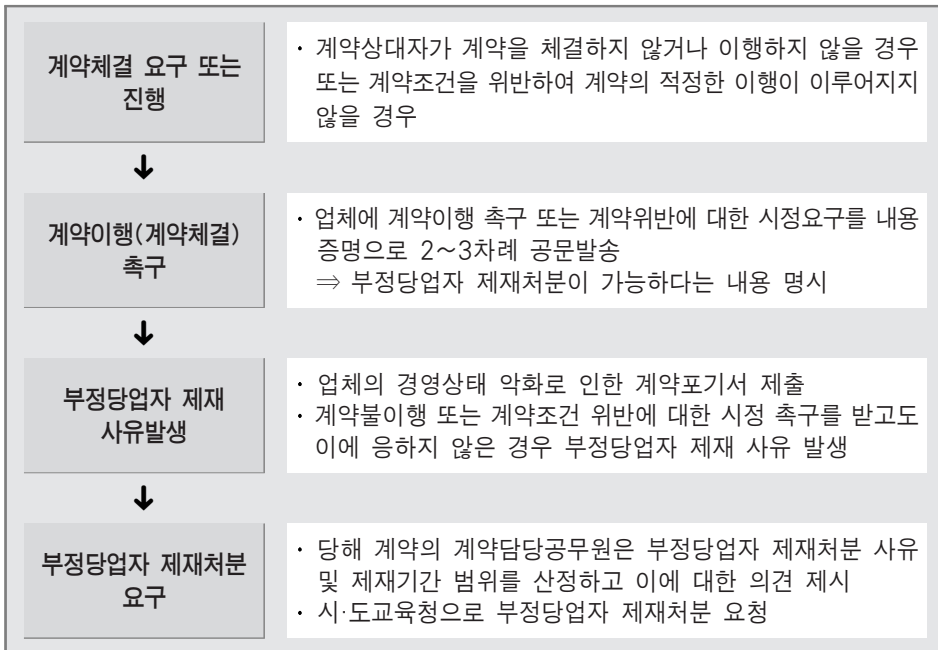 계약체결 요구 또는
진행
· 계약상대자가 계약을 체결하지 않거나 이행하지 않을 경우
또는 계약조건을 위반하여 계약의 적정한 이행이 이루어지지
않을 경우
↓
계약이행(계약체결)
촉구
· 업체에 계약이행 촉구 또는 계약위반에 대한 시정요구를 내용
증명으로 2~3차례 공문발송
⇒ 부정당업자 제재처분이 가능하다는 내용 명시
↓
부정당업자 제재
사유발생
· 업체의 경영상태 악화로 인한 계약포기서 제출
· 계약불이행 또는 계약조건 위반에 대한 시정 촉구를 받고도
이에 응하지 않은 경우 부정당업자 제재 사유 발생
↓
부정당업자 제재처분
요구
· 당해 계약의 계약담당공무원은 부정당업자 제재처분 사유
및 제재기간 범위를 산정하고 이에 대한 의견 제시
· 시·도교육청으로 부정당업자 제재처분 요청